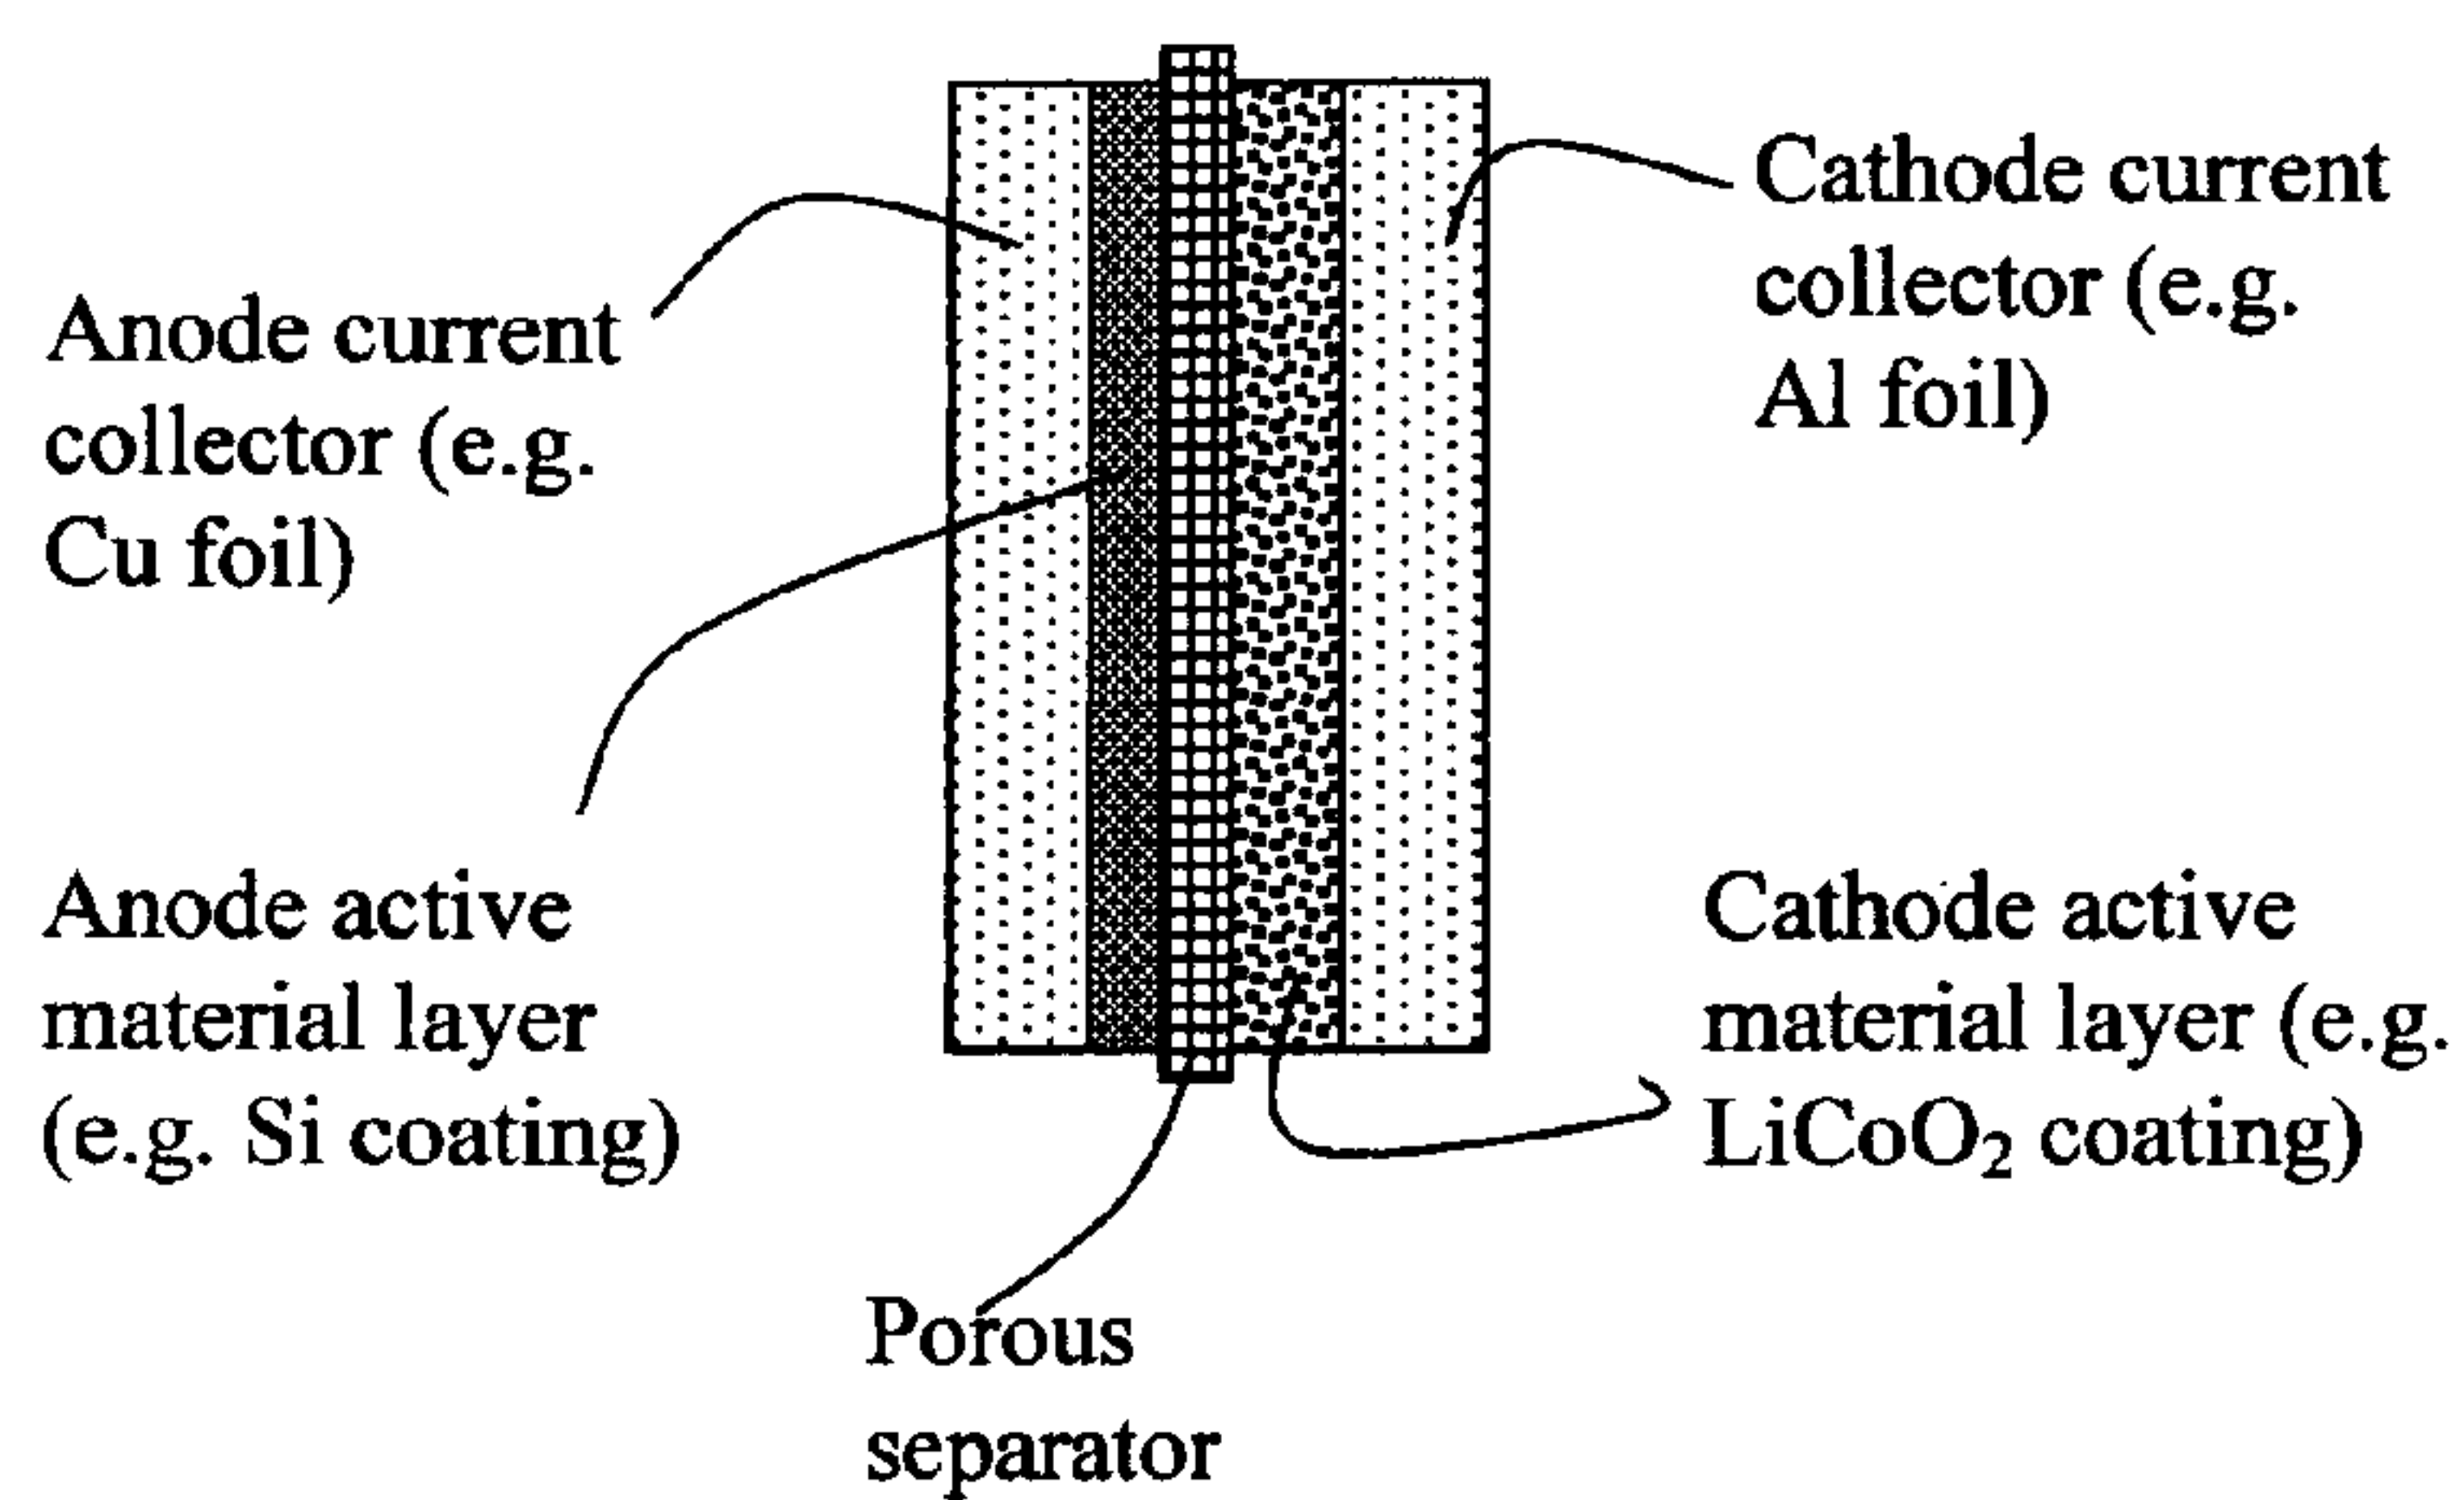 Anode current
collector (e.g.
Cu foil)
Anode active
material layer
(e.g. Si coating)
Porous
separator
Cathode current
collector (e.g.
Al foil)
Cathode active
material layer (e.g.
LiCoO₂ coating)